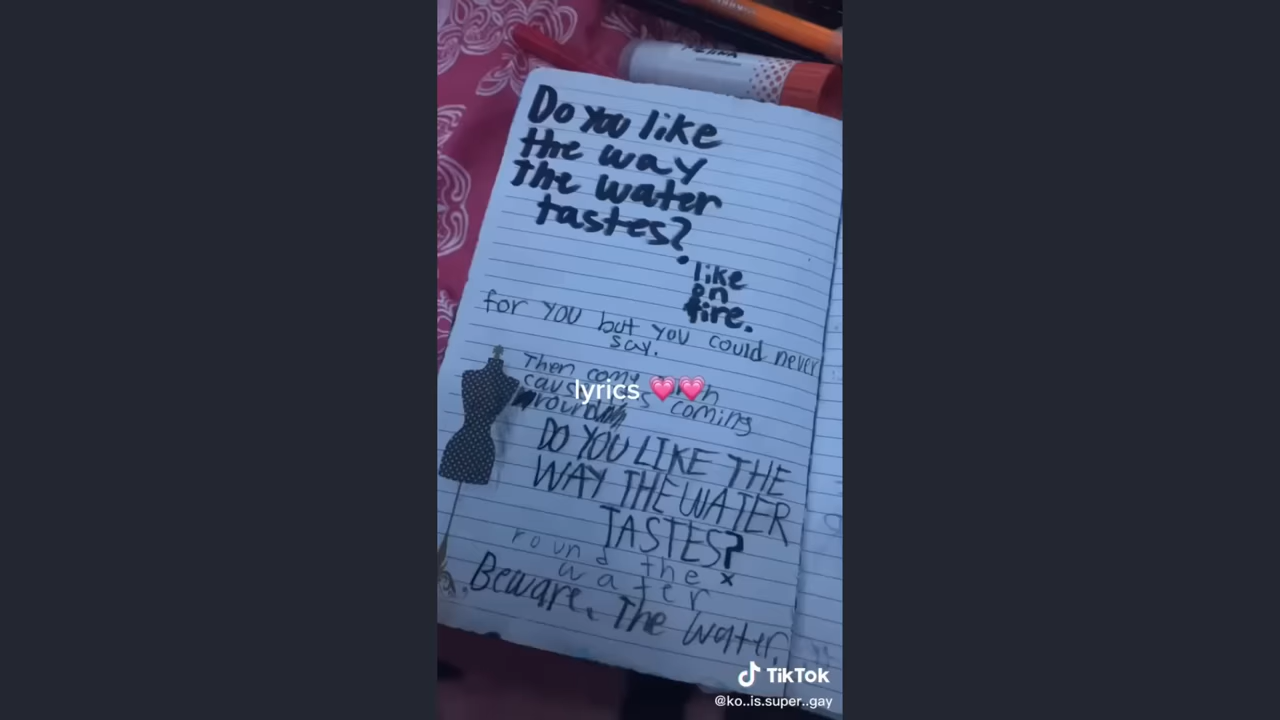 Do You like
the way
The water
tastes?
like
on
fire.
for you but you could never
say.
Then come
coming
DO YOU LIKE THE
WAY THE WATER
TASTES?
round the
water
Beware. The Water.
lyrics 💗💗
TikTok
@ko..is.super..gay